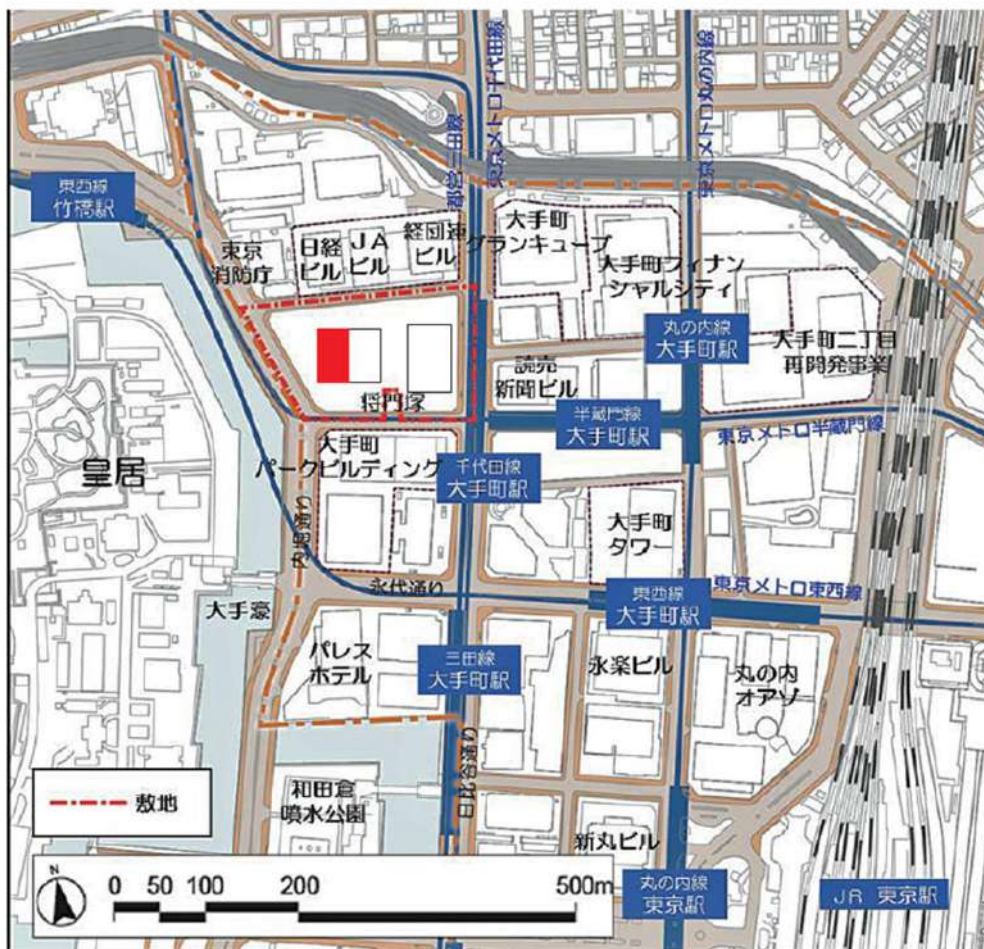 都営三田線
東京メトロ千代田線
東京メトロ丸の内線
東西線
竹橋駅
東京
消防庁
日経
ビル
JA
ビル
経団連
ビル
大手町
グランキューブ
大手町フィナン
シャルシティ
丸の内線
大手町駅
大手町二丁目
再開発事業
読売
新聞ビル
将門塚
半蔵門線
大手町駅
東京メトロ半蔵門線
大手町
パークビルディング
千代田線
大手町駅
皇居
内堀通り
大手町
タワー
永代通り
東西線
大手町駅
東京メトロ東西線
大手濠
パレス
ホテル
三田線
大手町駅
永楽ビル
丸の内
オアゾ
日比谷通り
敷地
和田倉
噴水公園
新丸ビル
丸の内線
東京駅
JR 東京駅
N
0 50 100 200 500m